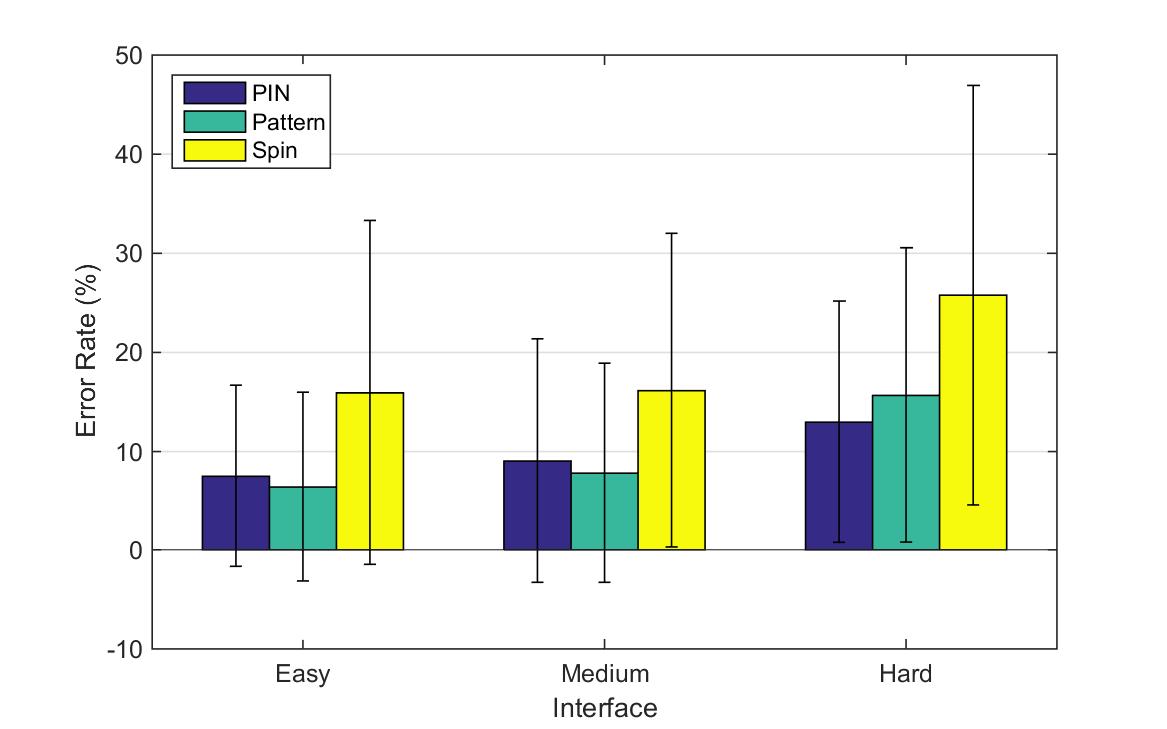 50
40
30
20
10
0
-10
Error Rate (%)
PIN
Pattern
Spin
Easy Medium Hard
Interface